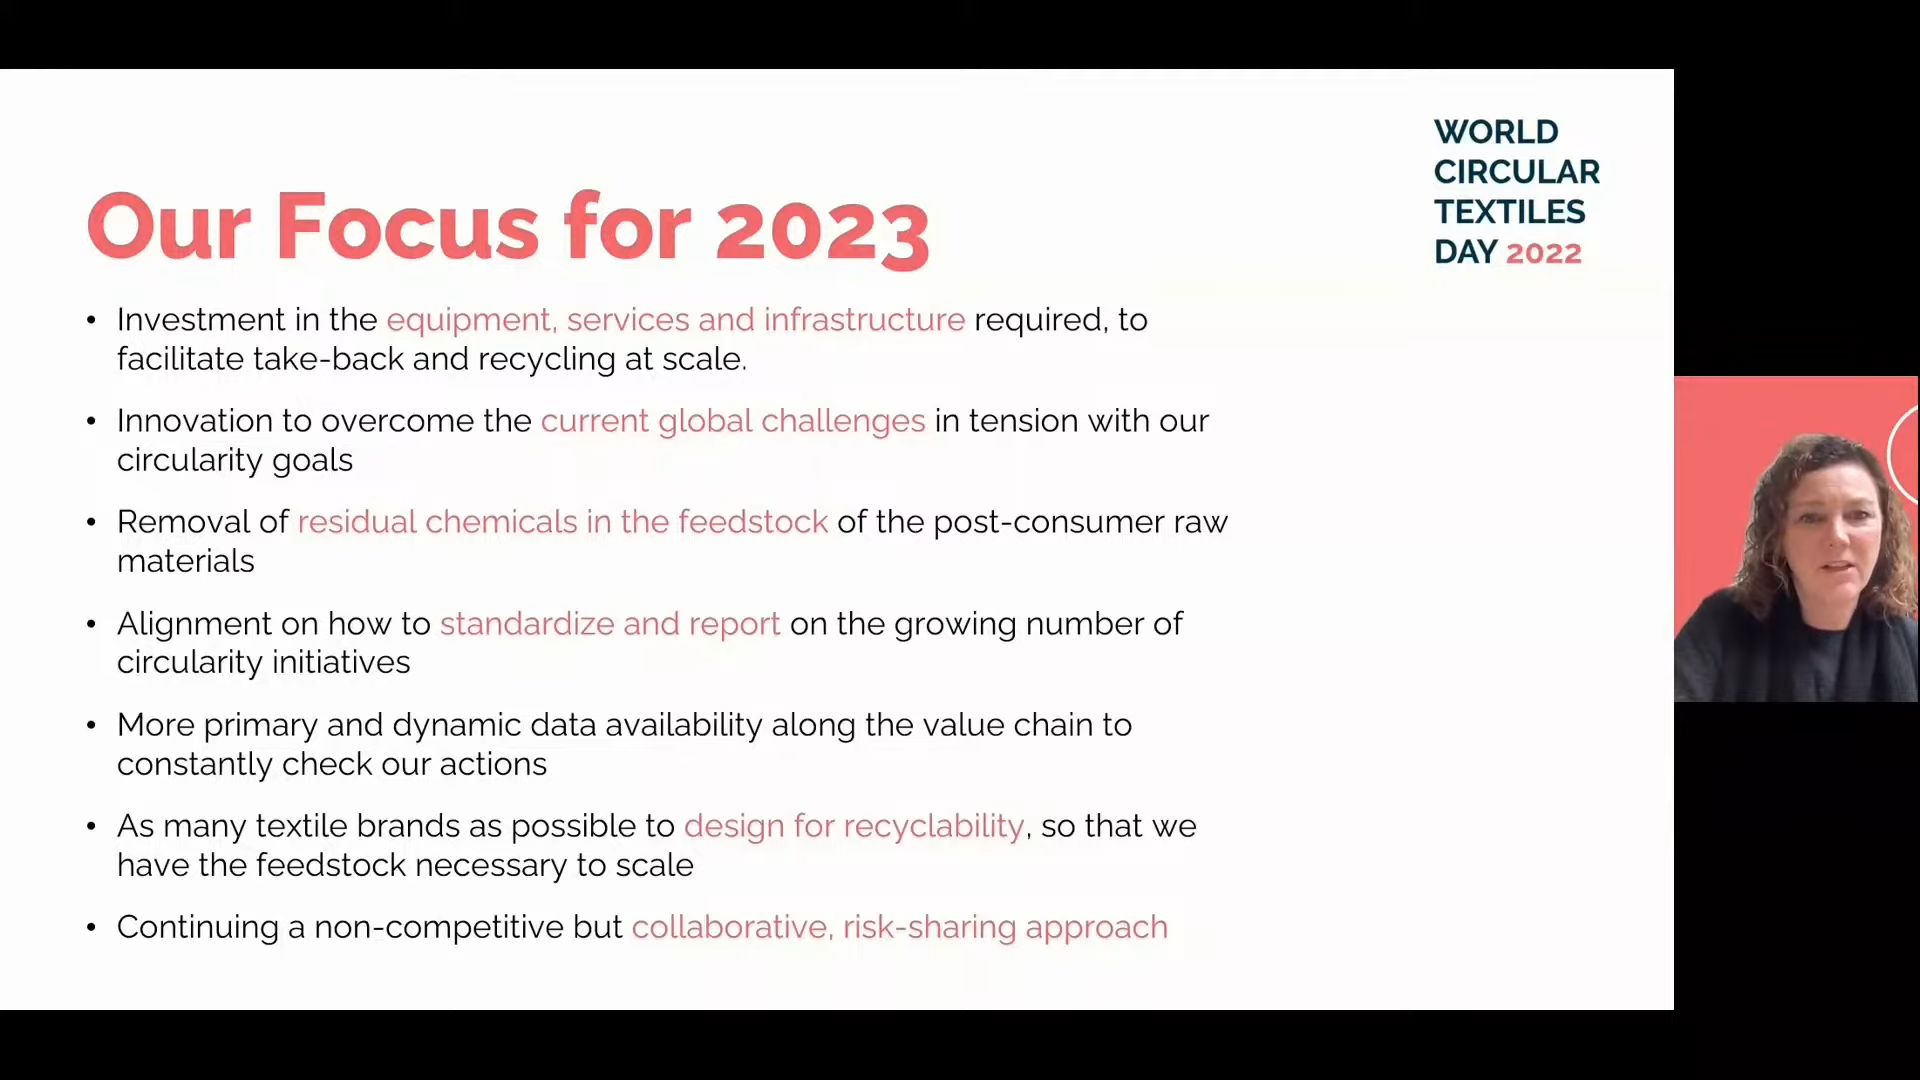 WORLD
CIRCULAR
TEXTILES
DAY 2022
Our Focus for 2023
• Investment in the equipment, services and infrastructure required, to
facilitate take-back and recycling at scale.
• Innovation to overcome the current global challenges in tension with our
circularity goals
• Removal of residual chemicals in the feedstock of the post-consumer raw
materials
• Alignment on how to standardize and report on the growing number of
circularity initiatives
• More primary and dynamic data availability along the value chain to
constantly check our actions
• As many textile brands as possible to design for recyclability, so that we
have the feedstock necessary to scale
• Continuing a non-competitive but collaborative, risk-sharing approach